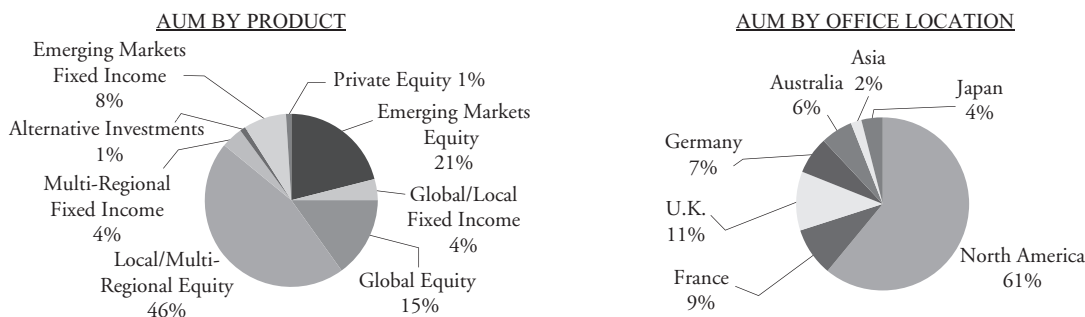 AUM BY PRODUCT
Emerging Markets
Fixed Income
8%
Private Equity 1%
Emerging Markets
Equity
21%
Alternative Investments
1%
Multi-Regional
Fixed Income
4%
Global/Local
Fixed Income
4%
Local/Multi-
Regional Equity
46%
Global Equity
15%
AUM BY OFFICE LOCATION
Asia
2%
Australia
6%
Japan
4%
Germany
7%
U.K.
11%
France
9%
North America
61%